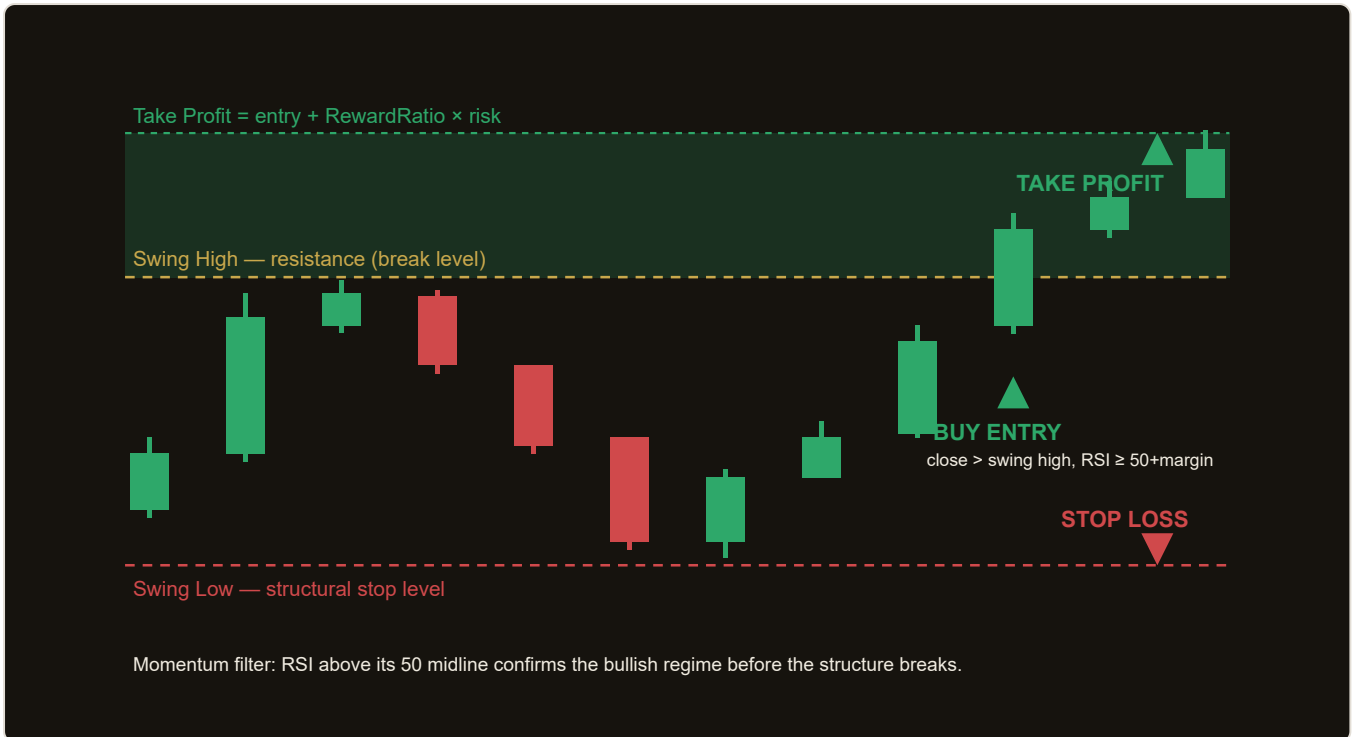 Take Profit = entry + RewardRatio × risk
TAKE PROFIT
Swing High — resistance (break level)
BUY ENTRY
close > swing high, RSI ≥ 50+margin
STOP LOSS
Swing Low — structural stop level
Momentum filter: RSI above its 50 midline confirms the bullish regime before the structure breaks.